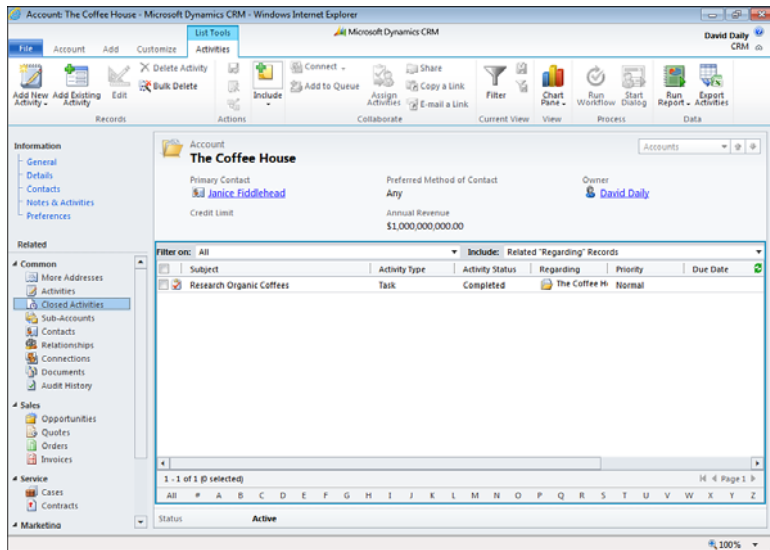 Account: The Coffee House - Microsoft Dynamics CRM - Windows Internet Explorer
Microsoft Dynamics CRM
David Daily
CRM
List Tools
File Account Add Customize Activities
Add New Activity
Add Existing Activity
Edit
Delete Activity
Bulk Delete
Include
Connect
Add to Queue
Assign Activities
Share
Copy a Link
E-mail a Link
Filter
Chart Pane
Run Workflow
Start Dialog
Run Report
Export Activities
Records Actions Collaborate Current View View Process Data
Information
General
Details
Contacts
Notes & Activities
Preferences
Related
Common
More Addresses
Activities
Closed Activities
Sub-Accounts
Contacts
Relationships
Connections
Documents
Audit History
Sales
Opportunities
Quotes
Orders
Invoices
Service
Cases
Contracts
Marketing
Account
The Coffee House
Accounts
Primary Contact Preferred Method of Contact Owner
Janice Fiddlehead Any David Daily
Credit Limit Annual Revenue
$1,000,000,000.00
Filter on: All Include: Related "Regarding" Records
Subject Activity Type Activity Status Regarding Priority Due Date
Research Organic Coffees Task Completed The Coffee H Normal
1 - 1 of 1 (0 selected) Page 1
All # A B C D E F G H I J K L M N O P Q R S T U V W X Y Z
Status Active
100%